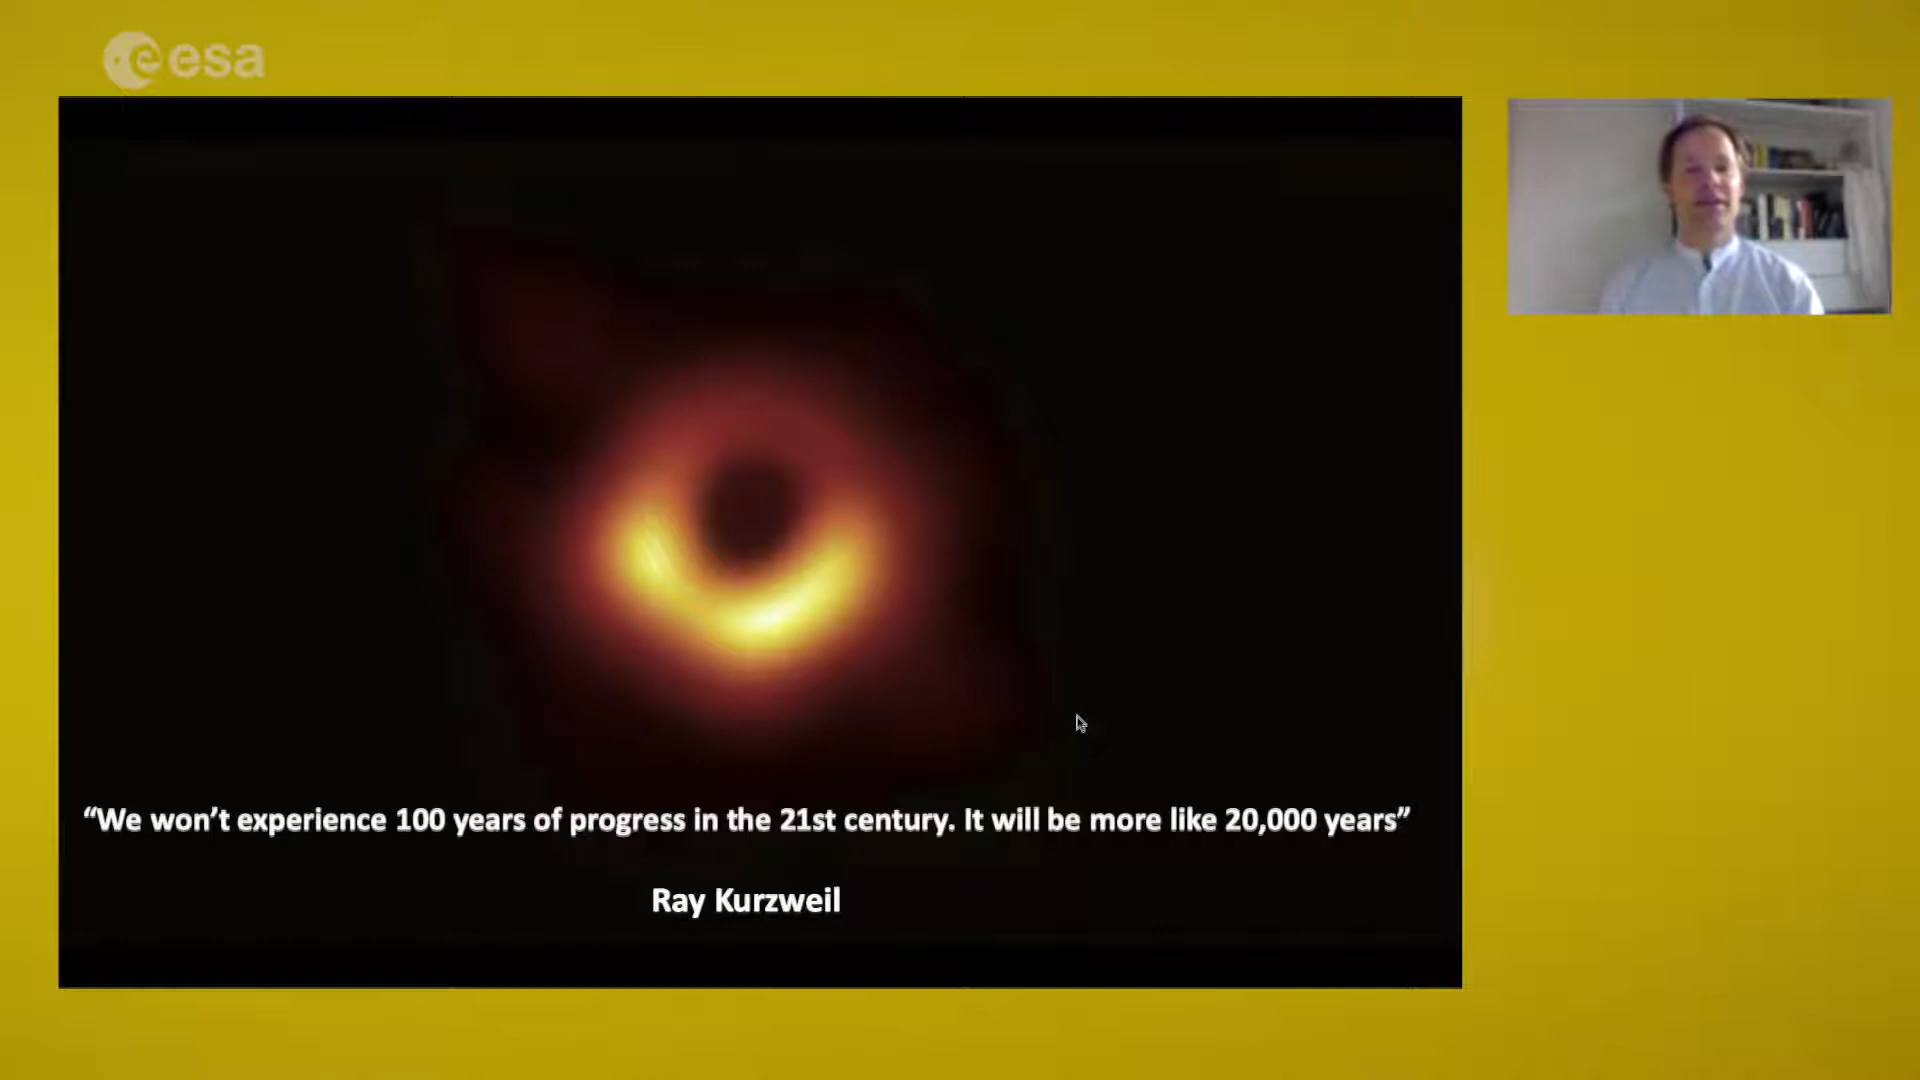 esa
“We won’t experience 100 years of progress in the 21st century. It will be more like 20,000 years”
Ray Kurzweil